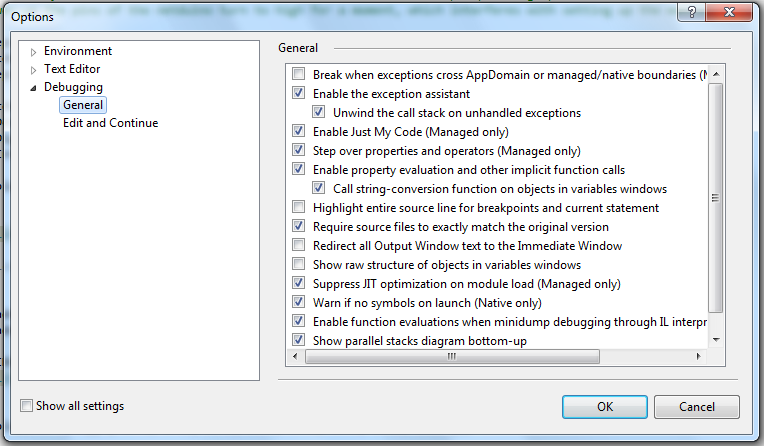 Options
Environment
Text Editor
Debugging
General
Edit and Continue
General
Break when exceptions cross AppDomain or managed/native boundaries (
Enable the exception assistant
Unwind the call stack on unhandled exceptions
Enable Just My Code (Managed only)
Step over properties and operators (Managed only)
Enable property evaluation and other implicit function calls
Call string-conversion function on objects in variables windows
Highlight entire source line for breakpoints and current statement
Require source files to exactly match the original version
Redirect all Output Window text to the Immediate Window
Show raw structure of objects in variables windows
Suppress JIT optimization on module load (Managed only)
Warn if no symbols on launch (Native only)
Enable function evaluations when minidump debugging through IL interpr
Show parallel stacks diagram bottom-up
Show all settings
OK
Cancel